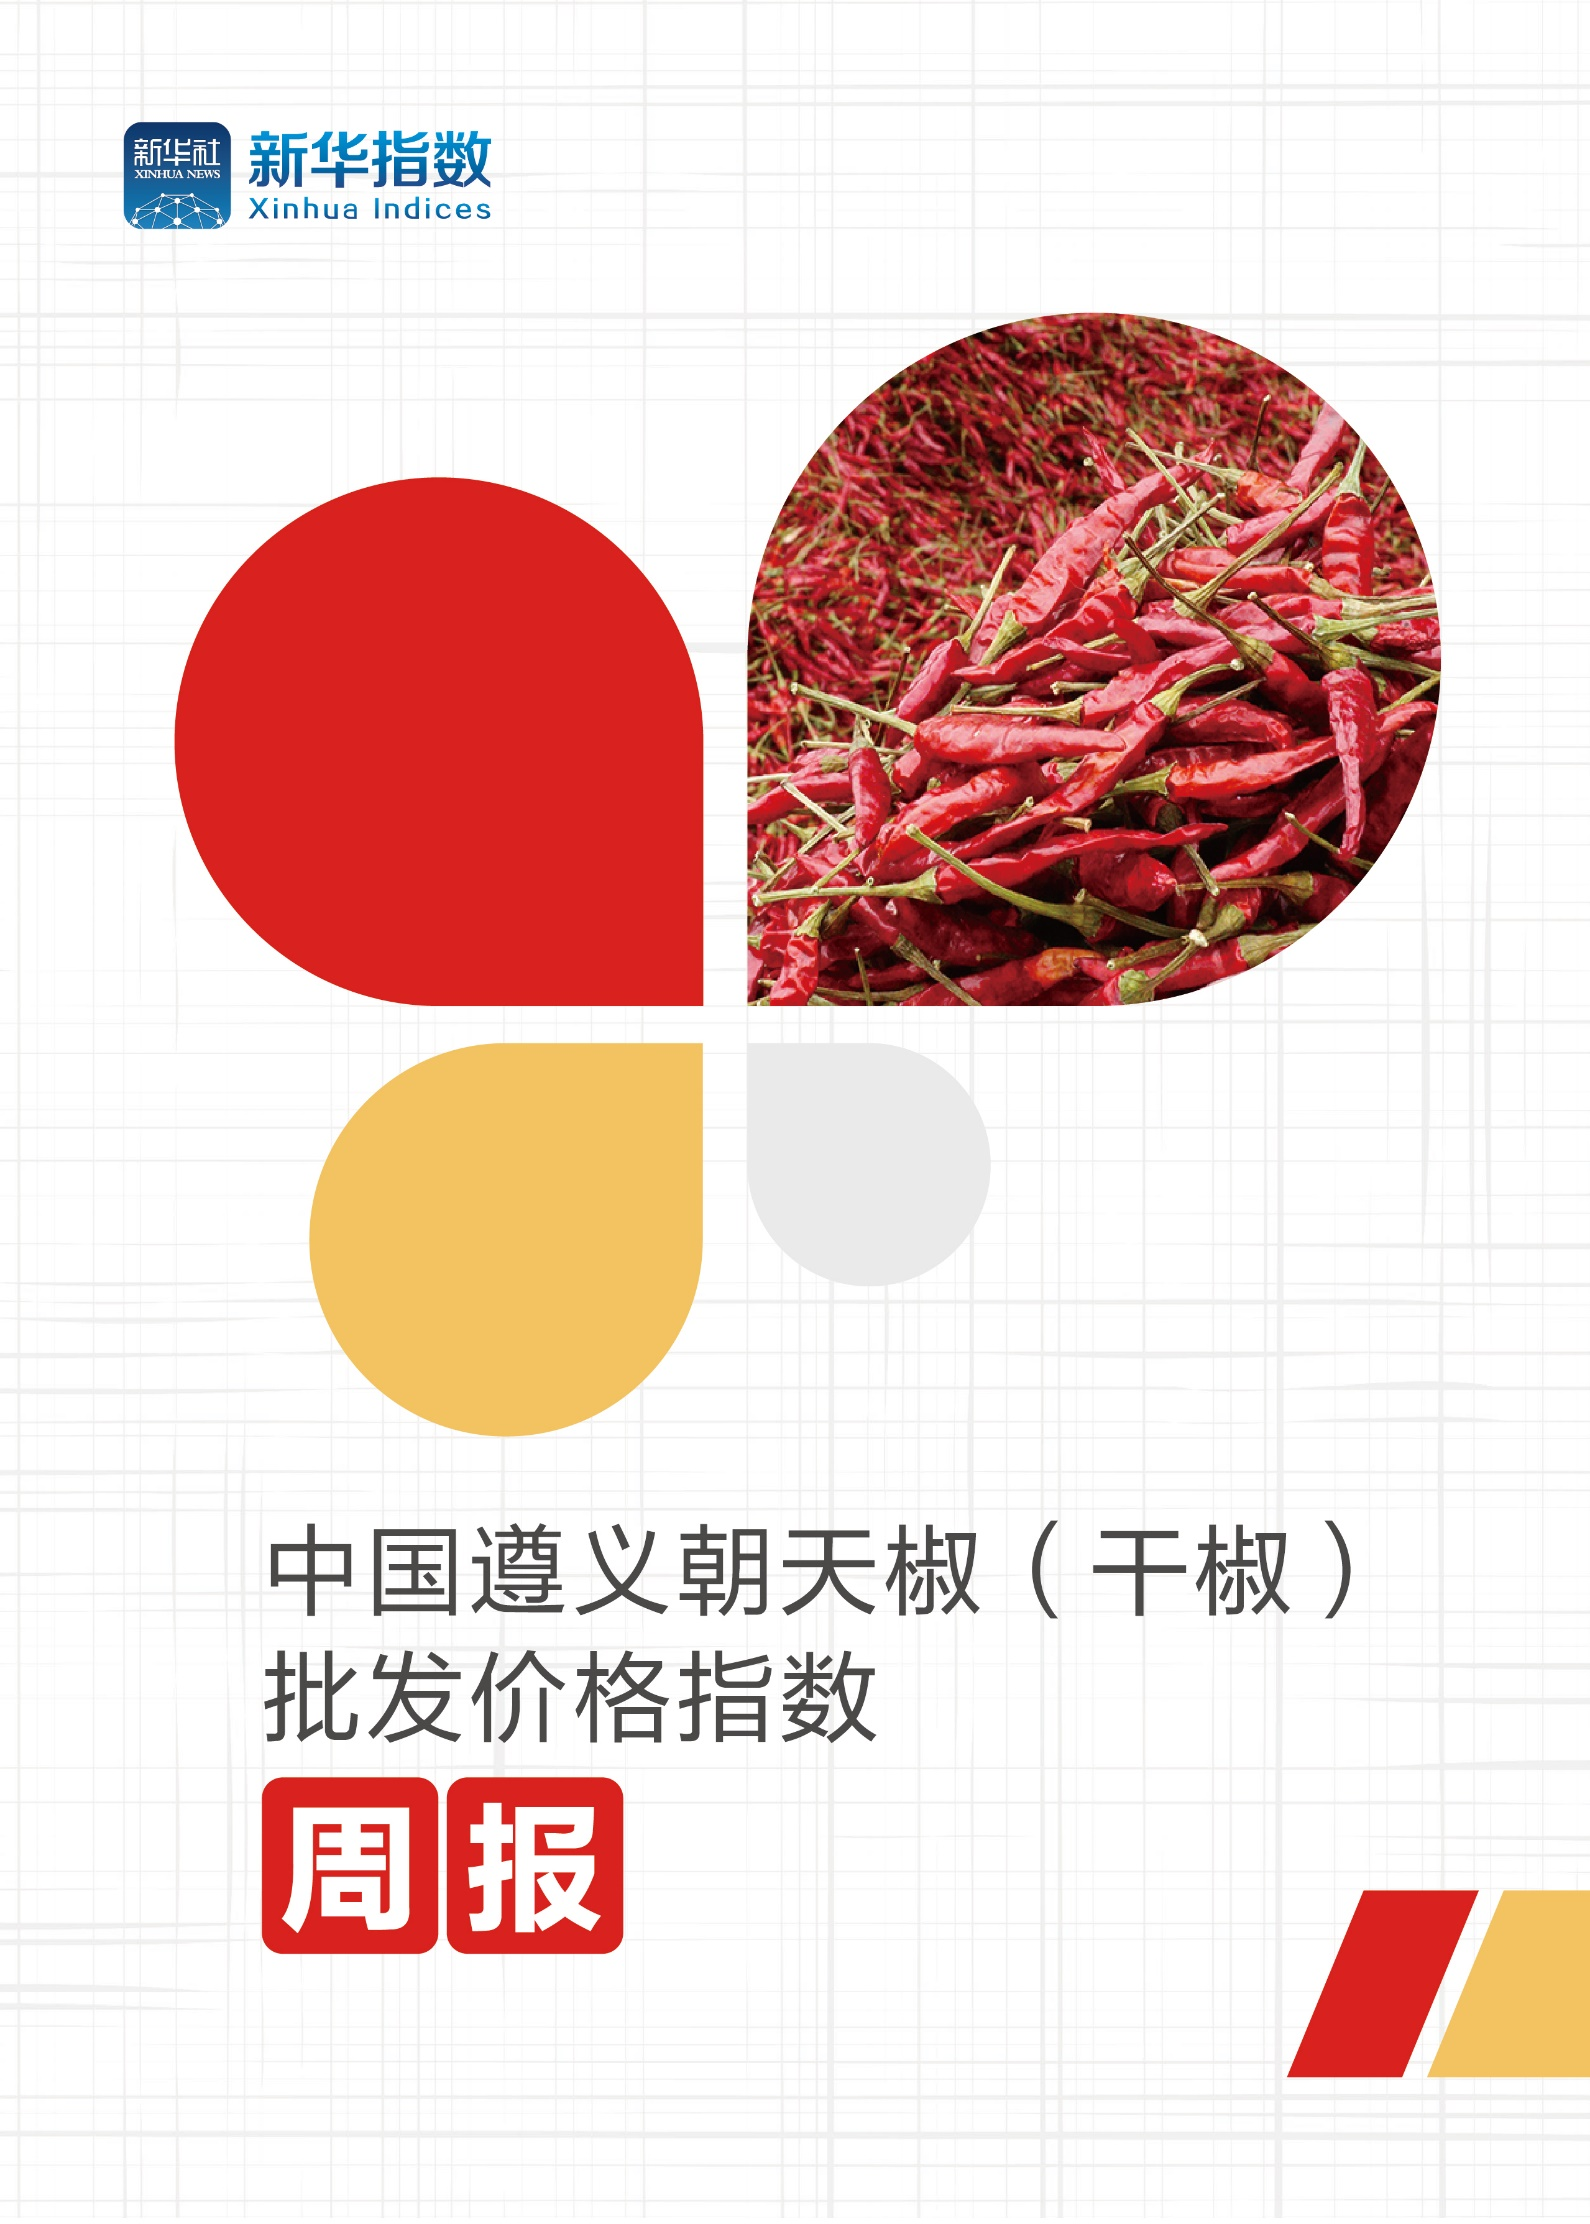 新华社
XINHUA NEWS
新华指数
Xinhua Indices
中国遵义朝天椒（干椒）
批发价格指数
周报